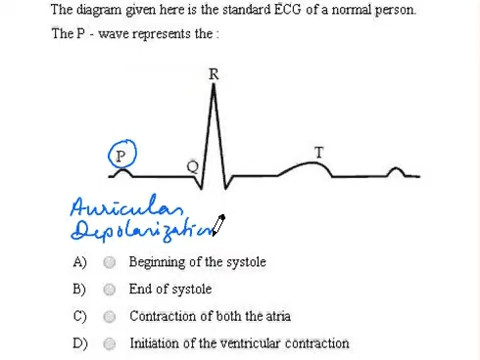 The diagram given here is the standard ECG of a normal person.
The P - wave represents the :
R
P
Q
T
Auricular
Depolarization
A) Beginning of the systole
B) End of systole
C) Contraction of both the atria
D) Initiation of the ventricular contraction